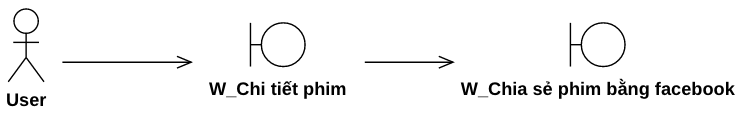 User
W_Chi tiết phim
W_Chia sẻ phim bằng facebook